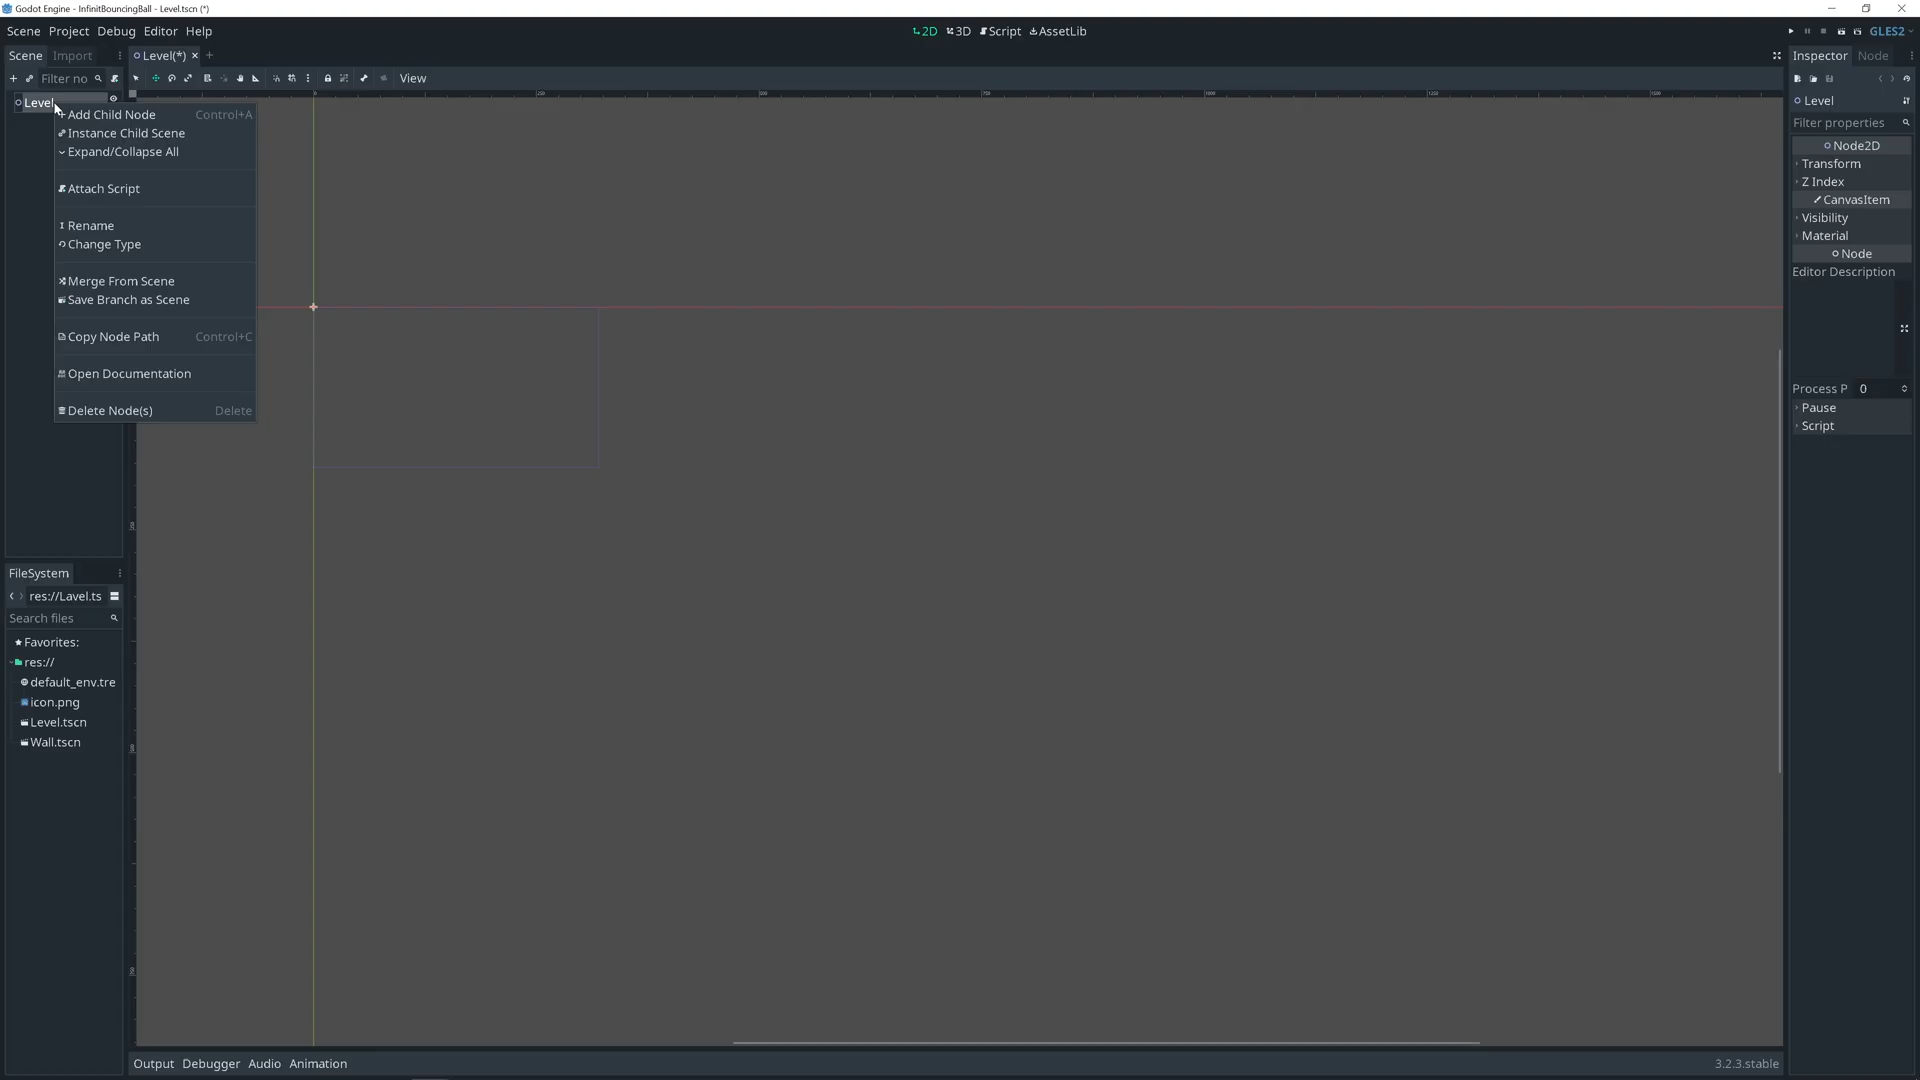 Godot Engine - InfinitBouncingBall - Level.tscn (*)
Scene Project Debug Editor Help
2D 3D Script AssetLib
GLES2
Scene Import
Level(*)
Inspector Node
Filter no
View
Level
Level
Filter properties
Add Child Node Control+A
Instance Child Scene
Expand/Collapse All
Attach Script
Rename
Change Type
Merge From Scene
Save Branch as Scene
Copy Node Path Control+C
Open Documentation
Delete Node(s) Delete
Node2D
Transform
Z Index
CanvasItem
Visibility
Material
Node
Editor Description
Process P 0
Pause
Script
FileSystem
res://Lavel.ts
Search files
Favorites:
res://
default_env.tre
icon.png
Level.tscn
Wall.tscn
Output Debugger Audio Animation
3.2.3.stable